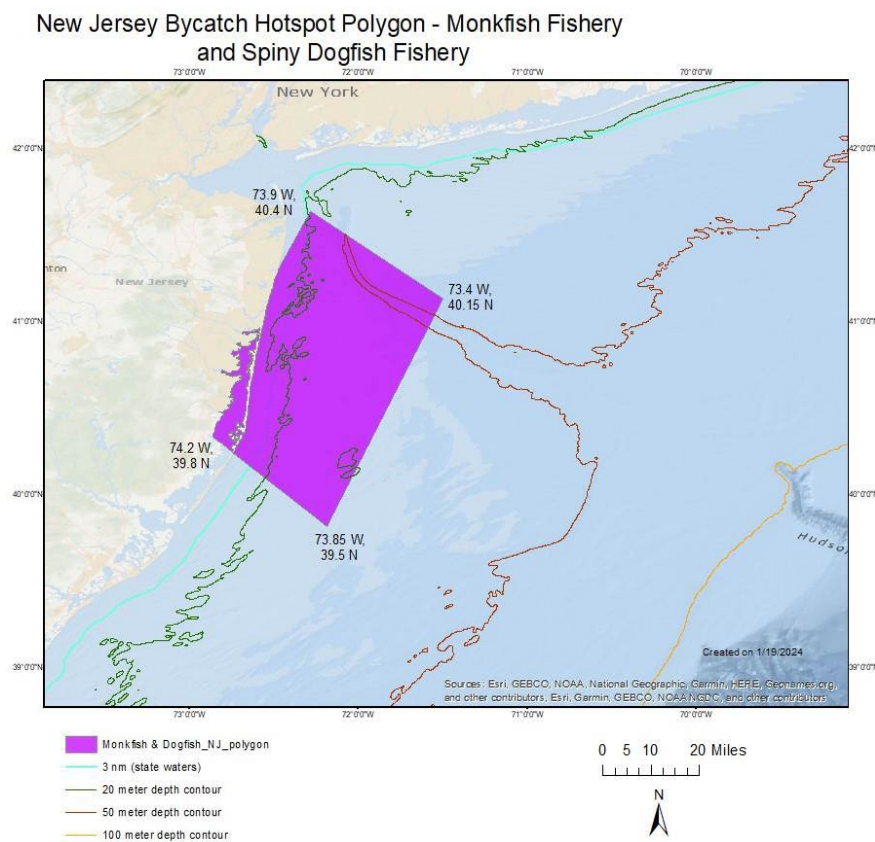 New Jersey Bycatch Hotspot Polygon - Monkfish Fishery
and Spiny Dogfish Fishery
73°0'0"W 72°0'0"W 71°0'0"W 70°0'0"W
New York
42°0'0"N 42°0'0"N
73.9 W,
40.4 N
nton
New Jersey
73.4 W,
40.15 N
41°0'0"N 41°0'0"N
74.2 W,
39.8 N
40°0'0"N 40°0'0"N
73.85 W,
39.5 N
Hudson
Created on 1/19/2024
39°0'0"N 39°0'0"N
Sources: Esri, GEBCO, NOAA, National Geographic, Garmin, HERE, Geonames.org,
and other contributors, Esri, Garmin, GEBCO, NOAA NGDC, and other contributors
73°0'0"W 72°0'0"W 71°0'0"W 70°0'0"W
Monkfish & Dogfish_NJ_polygon
3 nm (state waters)
20 meter depth contour
50 meter depth contour
100 meter depth contour
0 5 10 20 Miles
N